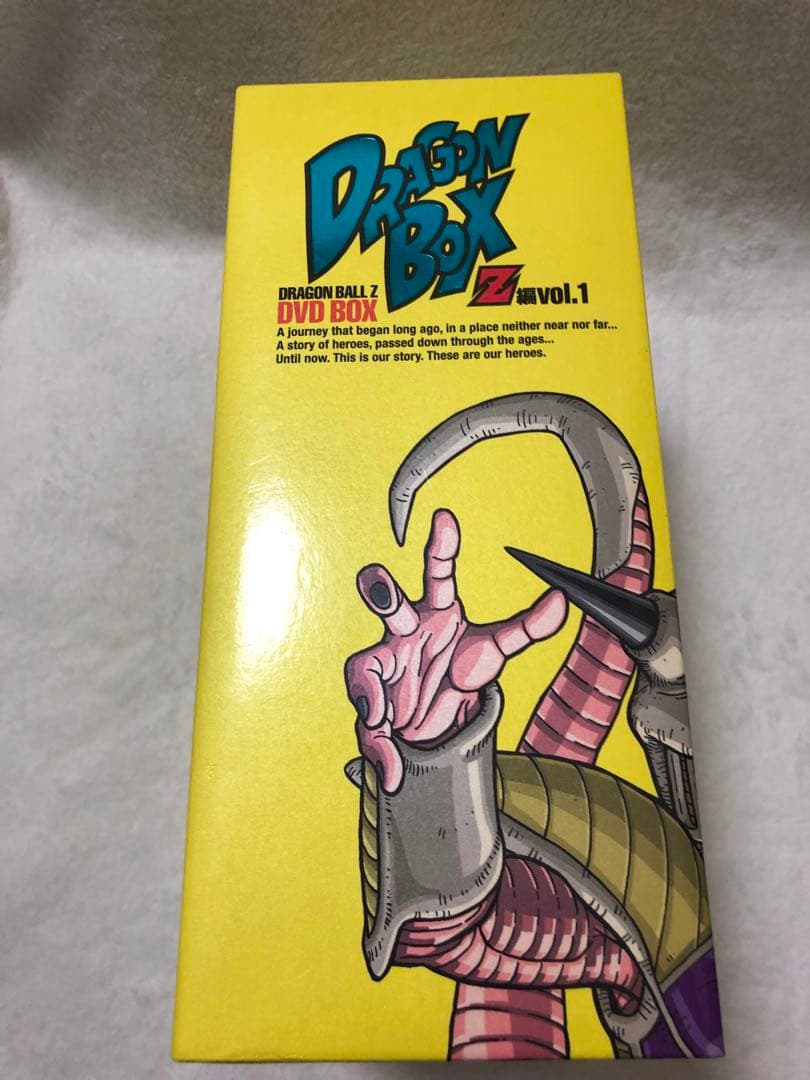 DRAGON
BOX
Z編vol.1
DRAGON BALL Z
DVD BOX
A journey that began long ago, in a place neither near nor far...
A story of heroes, passed down through the ages...
Until now. This is our story. These are our heroes.